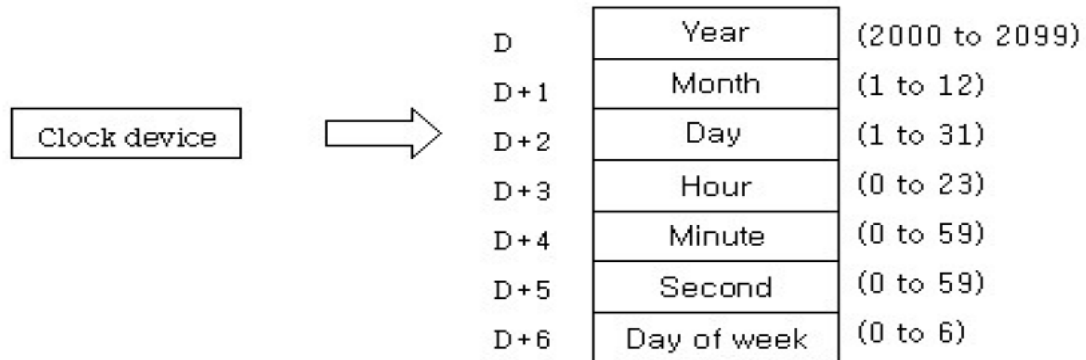 D Year (2000 to 2099)
D+1 Month (1 to 12)
Clock device
D+2 Day (1 to 31)
D+3 Hour (0 to 23)
D+4 Minute (0 to 59)
D+5 Second (0 to 59)
D+6 Day of week (0 to 6)